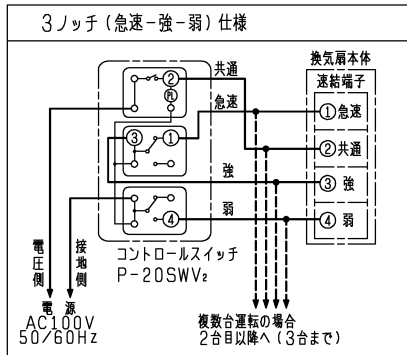 3ノッチ(急速-強-弱)仕様
換気扇本体
速結端子
共通
急速
強
弱
②
PL
③ ①
④
①急速
②共通
③ 強
④ 弱
電圧側
接地側
コントロールスイッチ
P-20SWV₂
電 源
AC100V
50/60Hz
複数台運転の場合
2台目以降へ(3台まで)